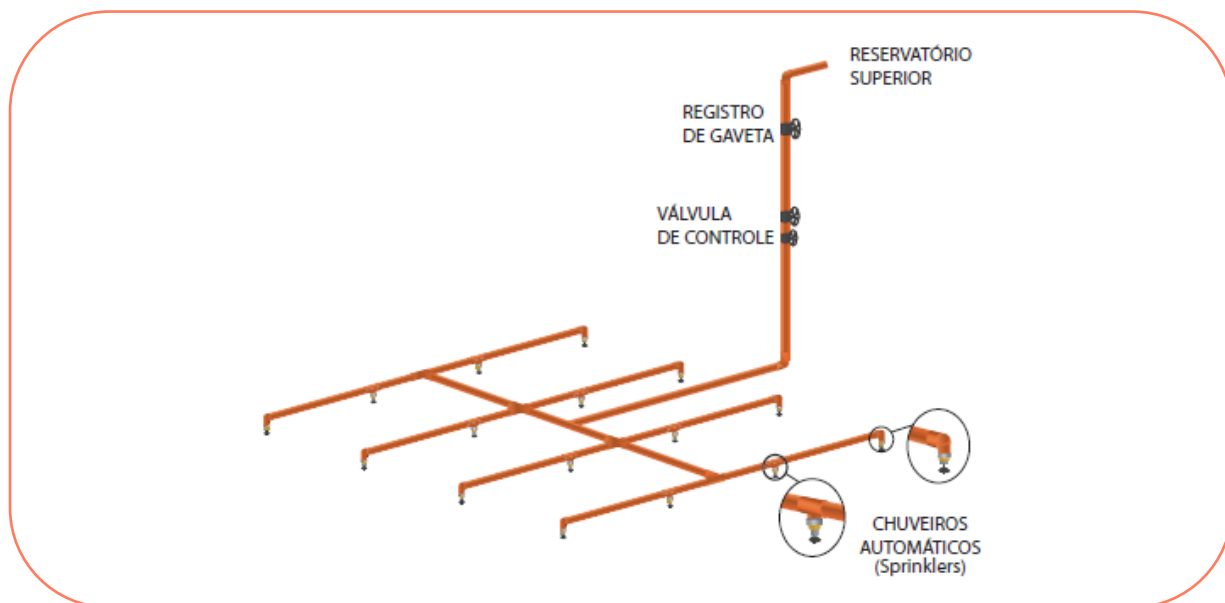 RESERVATÓRIO
SUPERIOR
REGISTRO
DE GAVETA
VÁLVULA
DE CONTROLE
CHUVEIROS
AUTOMÁTICOS
(Sprinklers)